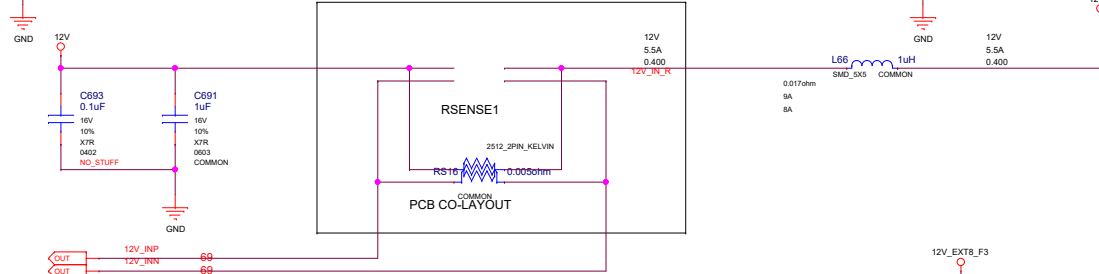 GND
GND
12
12V
12V
5.5A
0.400
12V_IN_R
12V
5.5A
0.400
L66
1uH
SMD_5X5
COMMON
0.017ohm
9A
8A
C693
0.1uF
16V
10%
X7R
0402
NO_STUFF
C691
1uF
16V
10%
X7R
0603
COMMON
RSENSE1
2512_2PIN_KELVIN
RS16
0.005ohm
COMMON
PCB CO-LAYOUT
GND
12V_INP
69
OUT
12V_INN
69
OUT
12V_EXT8_F3